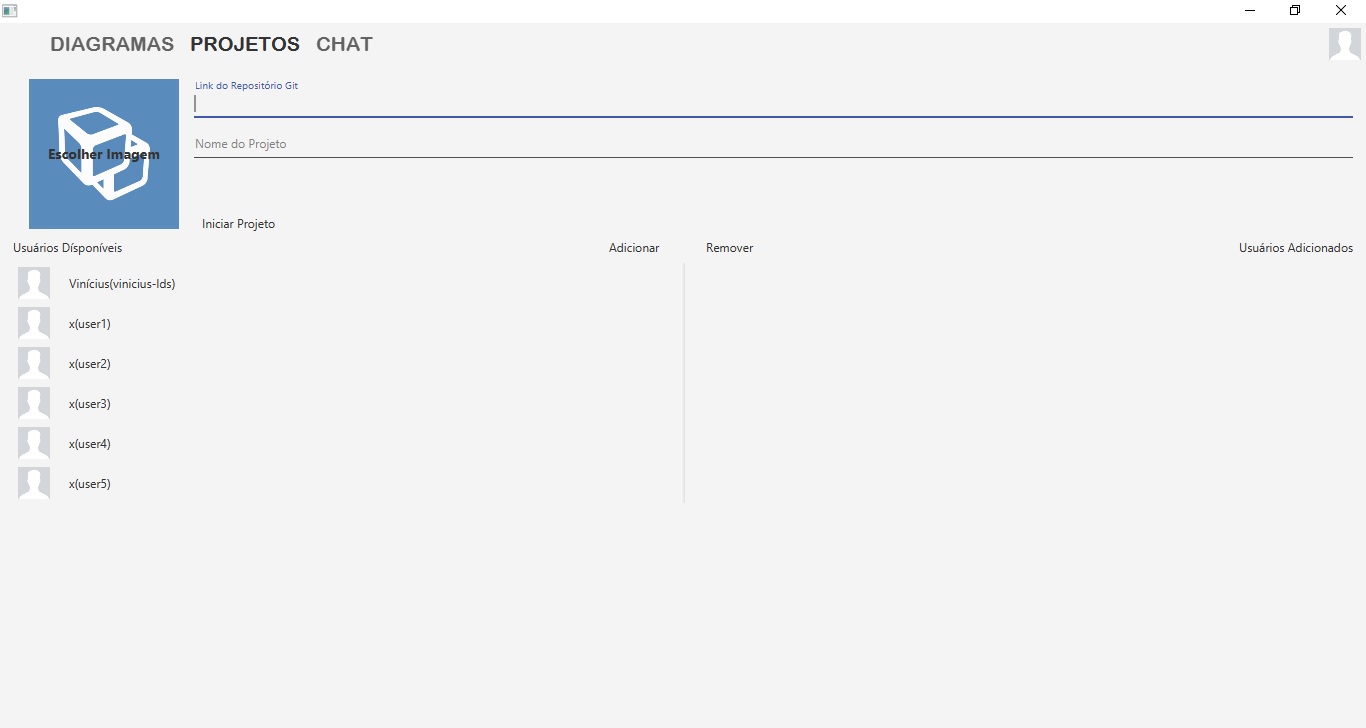 DIAGRAMAS PROJETOS CHAT
Link do Repositório Git
Nome do Projeto
Escolher Imagem
Iniciar Projeto
Usuários Dísponíveis Adicionar Remover Usuários Adicionados
Vinícius(vinicius-lds)
x(user1)
x(user2)
x(user3)
x(user4)
x(user5)